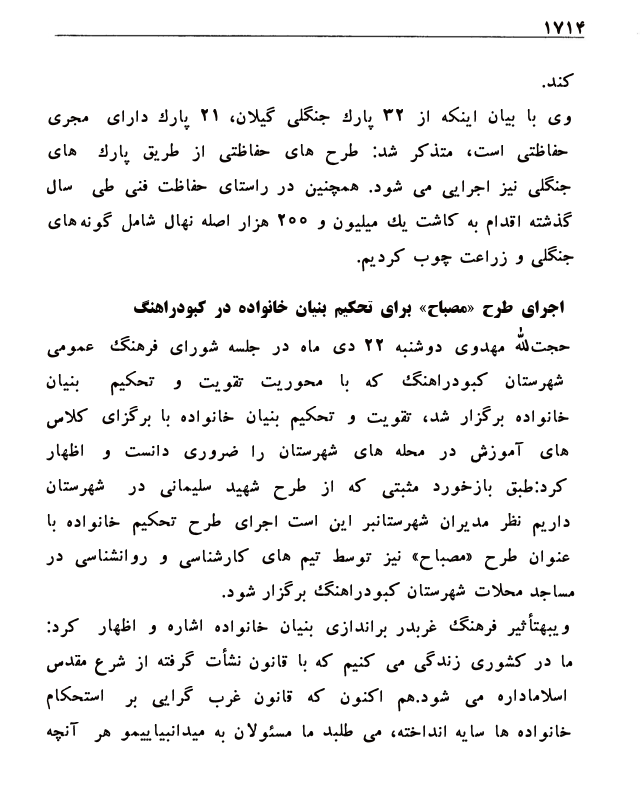 ۱۷۱۴
کند.
وی با بیان اینکه از ۳۲ پارك جنگلی گیلان، ۲۱ پارك دارای مجری
حفاظتی است، متذکر شد: طرح های حفاظتی از طریق پارك های
جنگلی نیز اجرایی می شود. همچنین در راستای حفاظت فنی طی سال
گذشته اقدام به کاشت یك میلیون و ۲۰۰ هزار اصله نهال شامل گونه های
جنگلی و زراعت چوب کردیم.
اجرای طرح «مصباح» برای تحکیم بنیان خانواده در کبودراهنگ
حجت‌الله مهدوی دوشنبه ۲۲ دی ماه در جلسه شورای فرهنگ عمومی
شهرستان کبودراهنگ که با محوریت تقویت و تحکیم بنیان
خانواده برگزار شد، تقویت و تحکیم بنیان خانواده با برگزای کلاس
های آموزش در محله های شهرستان را ضروری دانست و اظهار
کرد:طبق بازخورد مثبتی که از طرح شهید سلیمانی در شهرستان
داریم نظر مدیران شهرستانبر این است اجرای طرح تحکیم خانواده با
عنوان طرح «مصباح» نیز توسط تیم های کارشناسی و روانشناسی در
مساجد محلات شهرستان کبودراهنگ برگزار شود.
ویبهتأثیر فرهنگ غربدر براندازی بنیان خانواده اشاره و اظهار کرد:
ما در کشوری زندگی می کنیم که با قانون نشأت گرفته از شرع مقدس
اسلاماداره می شود.هم اکنون که قانون غرب گرایی بر استحکام
خانواده ها سایه انداخته، می طلبد ما مسئولان به میدانبیاییمو هر آنچه